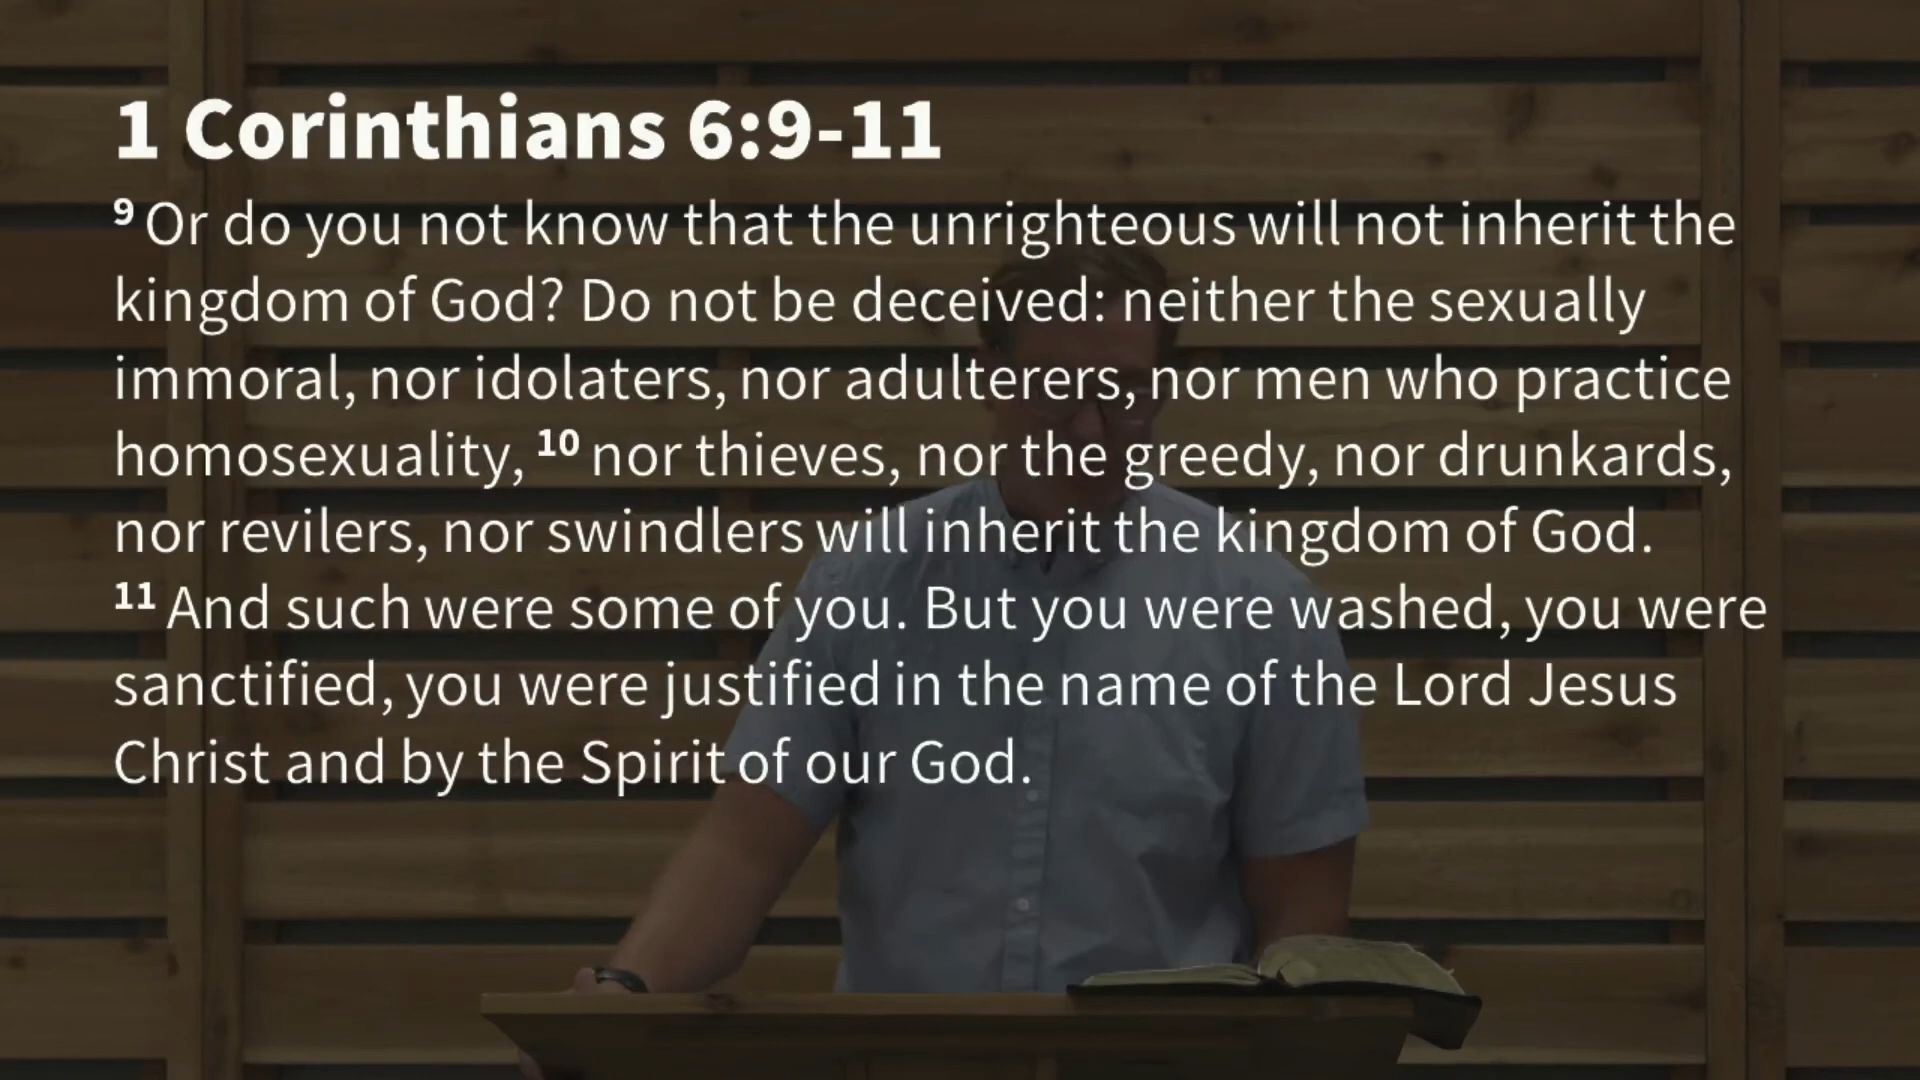 1 Corinthians 6:9-11
9 Or do you not know that the unrighteous will not inherit the
kingdom of God? Do not be deceived: neither the sexually
immoral, nor idolaters, nor adulterers, nor men who practice
homosexuality, 10 nor thieves, nor the greedy, nor drunkards,
nor revilers, nor swindlers will inherit the kingdom of God.
11 And such were some of you. But you were washed, you were
sanctified, you were justified in the name of the Lord Jesus
Christ and by the Spirit of our God.